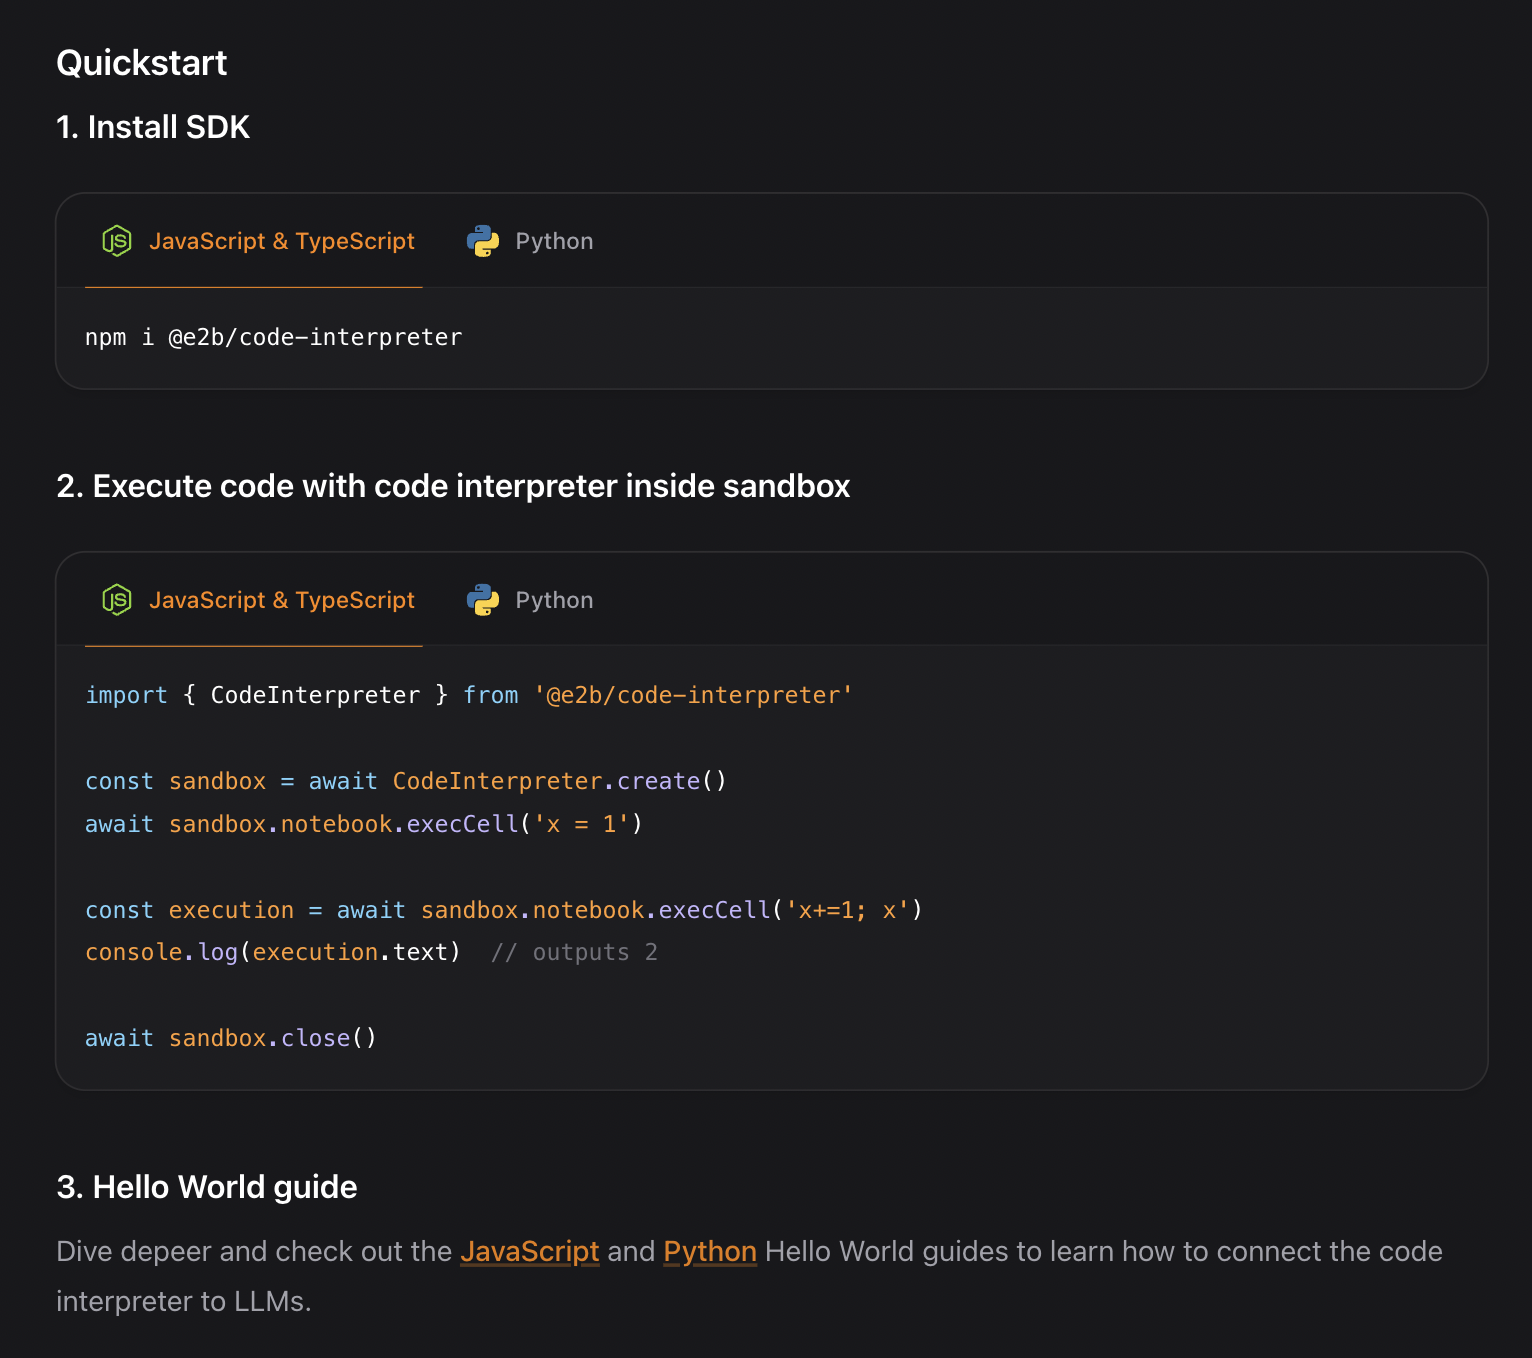 Quickstart
1. Install SDK
JavaScript & TypeScript
Python
npm i @e2b/code-interpreter
2. Execute code with code interpreter inside sandbox
JavaScript & TypeScript
Python
import { CodeInterpreter } from '@e2b/code-interpreter'
const sandbox = await CodeInterpreter.create()
await sandbox.notebook.execCell('x = 1')
const execution = await sandbox.notebook.execCell('x+=1; x')
console.log(execution.text)  // outputs 2
await sandbox.close()
3. Hello World guide
Dive depeer and check out the JavaScript and Python Hello World guides to learn how to connect the code
interpreter to LLMs.